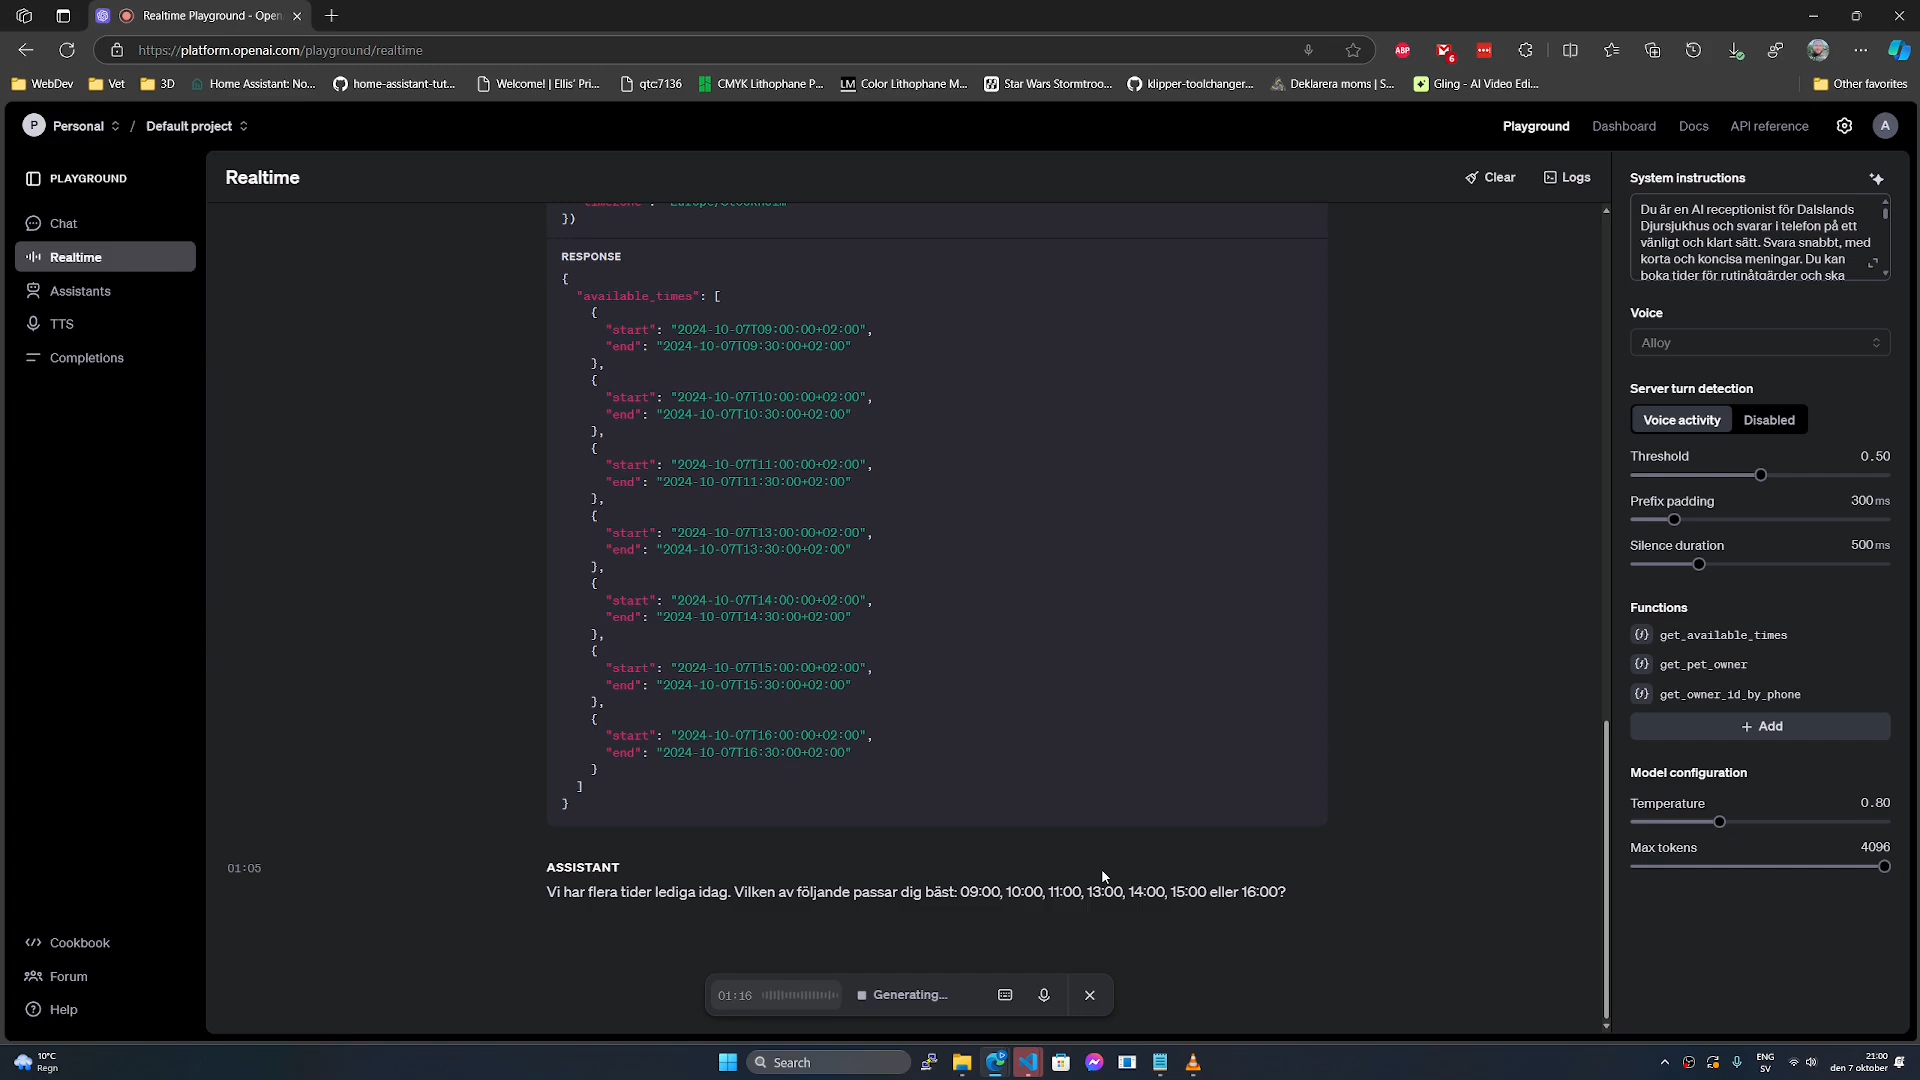 Realtime Playground - Open
https://platform.openai.com/playground/realtime
ABP
6
WebDev
Vet
3D
Home Assistant: No...
home-assistant-tut...
Welcome! | Ellis' Pri...
qtc7136
CMYK Lithophane P...
LM
Color Lithophane M...
Star Wars Stormtroo...
klipper-toolchanger...
Deklarera moms | S...
Gling - AI Video Edi...
Other favorites
P
Personal
/
Default project
Playground
Dashboard
Docs
API reference
A
PLAYGROUND
Chat
Realtime
Assistants
TTS
Completions
Cookbook
Forum
Help
Realtime
Clear
Logs
})
RESPONSE
{
"available_times": [
{
"start": "2024-10-07T09:00:00+02:00",
"end": "2024-10-07T09:30:00+02:00"
},
{
"start": "2024-10-07T10:00:00+02:00",
"end": "2024-10-07T10:30:00+02:00"
},
{
"start": "2024-10-07T11:00:00+02:00",
"end": "2024-10-07T11:30:00+02:00"
},
{
"start": "2024-10-07T13:00:00+02:00",
"end": "2024-10-07T13:30:00+02:00"
},
{
"start": "2024-10-07T14:00:00+02:00",
"end": "2024-10-07T14:30:00+02:00"
},
{
"start": "2024-10-07T15:00:00+02:00",
"end": "2024-10-07T15:30:00+02:00"
},
{
"start": "2024-10-07T16:00:00+02:00",
"end": "2024-10-07T16:30:00+02:00"
}
]
}
01:05
ASSISTANT
Vi har flera tider lediga idag. Vilken av följande passar dig bäst: 09:00, 10:00, 11:00, 13:00, 14:00, 15:00 eller 16:00?
01:16
Generating...
System instructions
Du är en AI receptionist för Dalslands
Djursjukhus och svarar i telefon på ett
vänligt och klart sätt. Svara snabbt, med
korta och koncisa meningar. Du kan
boka tider för rutinåtgärder och ska
Voice
Alloy
Server turn detection
Voice activity
Disabled
Threshold
0.50
Prefix padding
300 ms
Silence duration
500 ms
Functions
get_available_times
get_pet_owner
get_owner_id_by_phone
+ Add
Model configuration
Temperature
0.80
Max tokens
4096
10°C
Regn
Search
ENG
SV
21:00
den 7 oktober